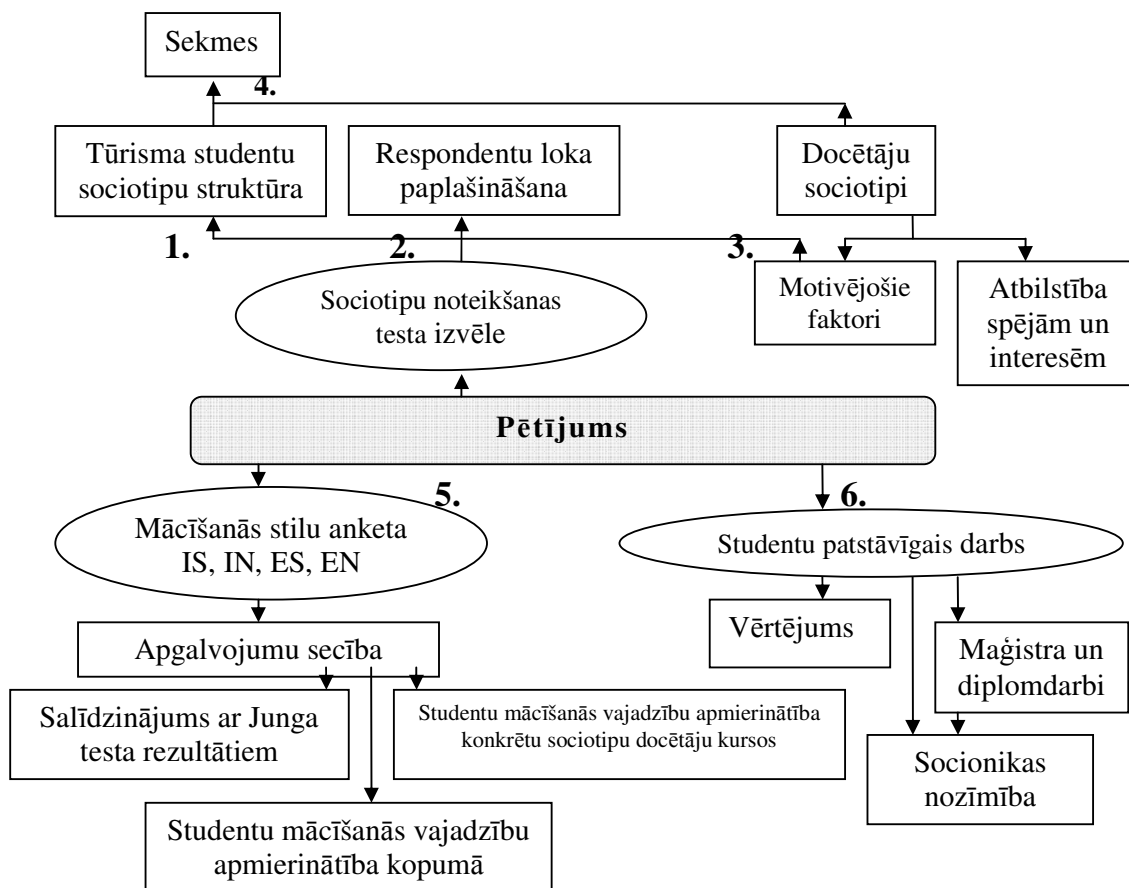 Sekmes
4.
Tūrisma studentu
sociotipu struktūra
Respondentu loka
paplašināšana
Docētāju
sociotipi
1.
2.
3.
Sociotipu noteikšanas
testa izvēle
Motivējošie
faktori
Atbilstība
spējām un
interesēm
Pētījums
5.
6.
Mācīšanās stilu anketa
IS, IN, ES, EN
Studentu patstāvīgais darbs
Apgalvojumu secība
Vērtējums
Maģistra un
diplomdarbi
Salīdzinājums ar Junga
testa rezultātiem
Studentu mācīšanās vajadzību apmierinātība
konkrētu sociotipu docētāju kursos
Socionikas
nozīmība
Studentu mācīšanās vajadzību
apmierinātība kopumā